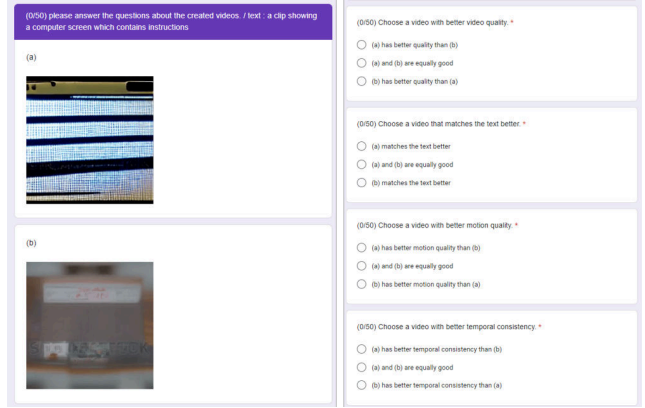 (0/50) please answer the questions about the created videos. / text : a clip showing
a computer screen which contains instructions
(a)
(b)
(0/50) Choose a video with better video quality. *
(a) has better quality than (b)
(a) and (b) are equally good
(b) has better quality than (a)
(0/50) Choose a video that matches the text better. *
(a) matches the text better
(a) and (b) are equally good
(b) matches the text better
(0/50) Choose a video with better motion quality. *
(a) has better motion quality than (b)
(a) and (b) are equally good
(b) has better motion quality than (a)
(0/50) Choose a video with better temporal consistency. *
(a) has better temporal consistency than (b)
(a) and (b) are equally good
(b) has better temporal consistency than (a)